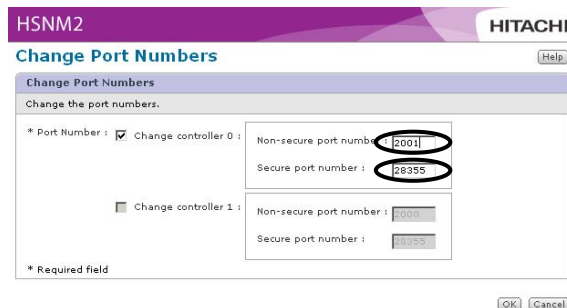 HSNM2
HITACHI
Change Port Numbers
Help
Change Port Numbers
Change the port numbers.
* Port Number : Change controller 0 :
Non-secure port number : 2001
Secure port number : 28355
Change controller 1 :
Non-secure port number : 2000
Secure port number : 28355
* Required field
OK Cancel